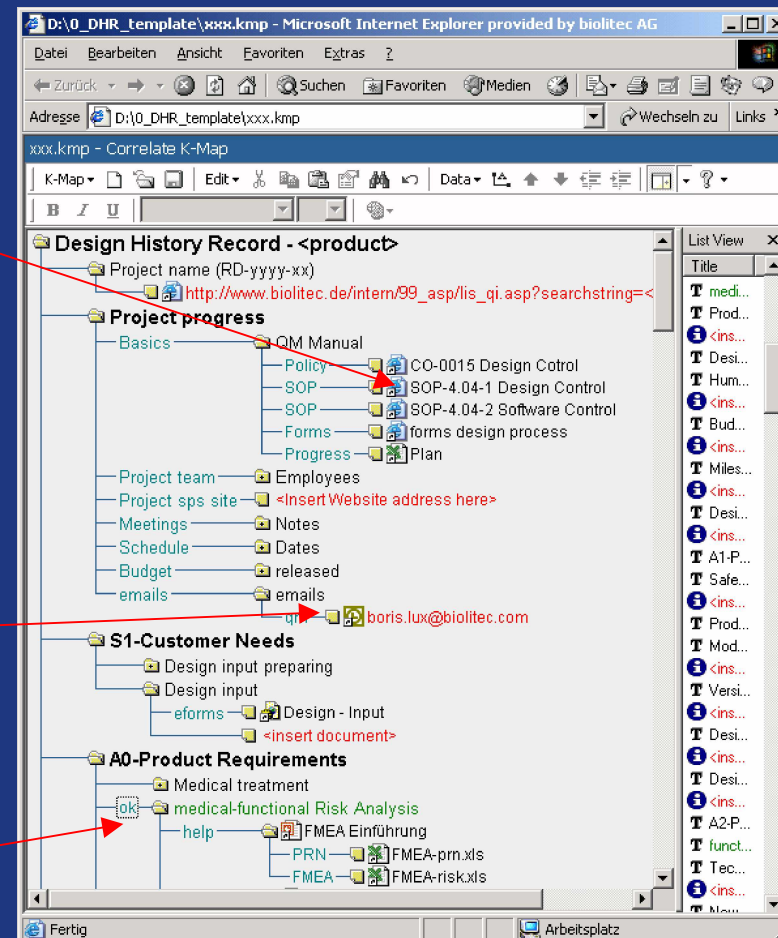 D:\0_DHR_template\xxx.kmp - Microsoft Internet Explorer provided by biolitec AG
Datei Bearbeiten Ansicht Favoriten Extras ?
Zurück Suchen Favoriten Medien
Adresse D:\0_DHR_template\xxx.kmp Wechseln zu Links
xxx.kmp - Correlate K-Map
K-Map Edit Data ?
B I U
Design History Record - <product>
Project name (RD-yyyy-xx)
http://www.biolitec.de/intern/99_asp/lis_qi.asp?searchstring=<
Project progress
Basics QM Manual
Policy CO-0015 Design Cotrol
SOP SOP-4.04-1 Design Control
SOP SOP-4.04-2 Software Control
Forms forms design process
Progress Plan
Project team Employees
Project sps site <Insert Website address here>
Meetings Notes
Schedule Dates
Budget released
emails emails
boris.lux@biolitec.com
S1-Customer Needs
Design input preparing
Design input
eforms Design - Input
<insert document>
A0-Product Requirements
Medical treatment
ok medical-functional Risk Analysis
help FMEA Einführung
PRN FMEA-prn.xls
FMEA FMEA-risk.xls
List View X
Title
T medi...
T Prod...
<ins...
T Desi...
T Hum...
<ins...
T Bud...
<ins...
T Miles...
<ins...
T Desi...
<ins...
T A1-P...
T Safe...
<ins...
T Prod...
T Mod...
<ins...
T Versi...
<ins...
T Desi...
<ins...
T Desi...
<ins...
T A2-P...
T funct...
T Tec...
<ins...
Fertig Arbeitsplatz